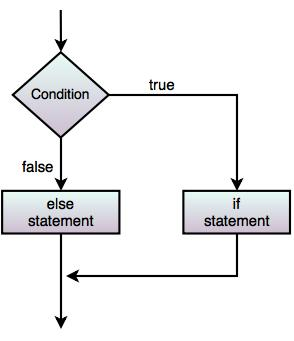 Condition
true
false
else
statement
if
statement